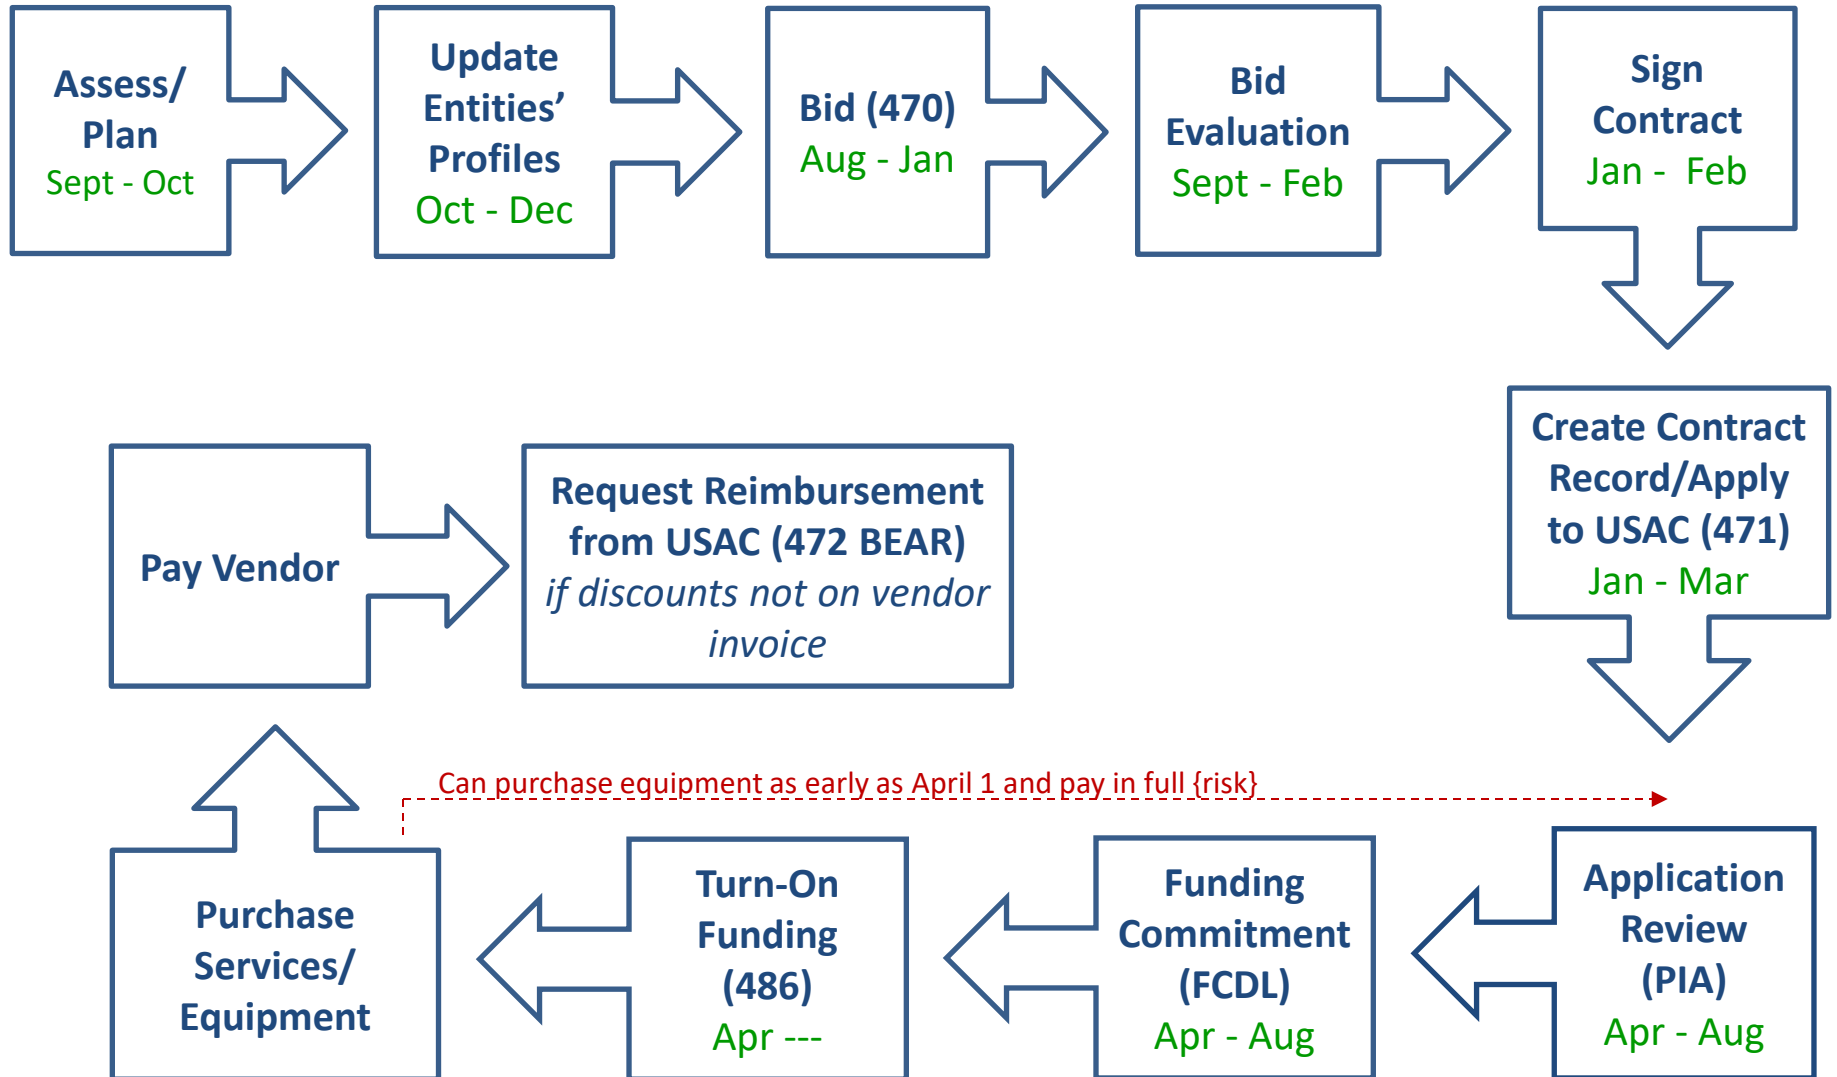 Assess/
Plan
Sept - Oct
Update
Entities’
Profiles
Oct - Dec
Bid (470)
Aug - Jan
Bid
Evaluation
Sept - Feb
Sign
Contract
Jan -  Feb
Create Contract
Record/Apply
to USAC (471)
Jan - Mar
Application
Review
(PIA)
Apr - Aug
Funding
Commitment
(FCDL)
Apr - Aug
Turn-On
Funding
(486)
Apr ---
Can purchase equipment as early as April 1 and pay in full {risk}
Purchase
Services/
Equipment
Pay Vendor
Request Reimbursement
from USAC (472 BEAR)
if discounts not on vendor
invoice